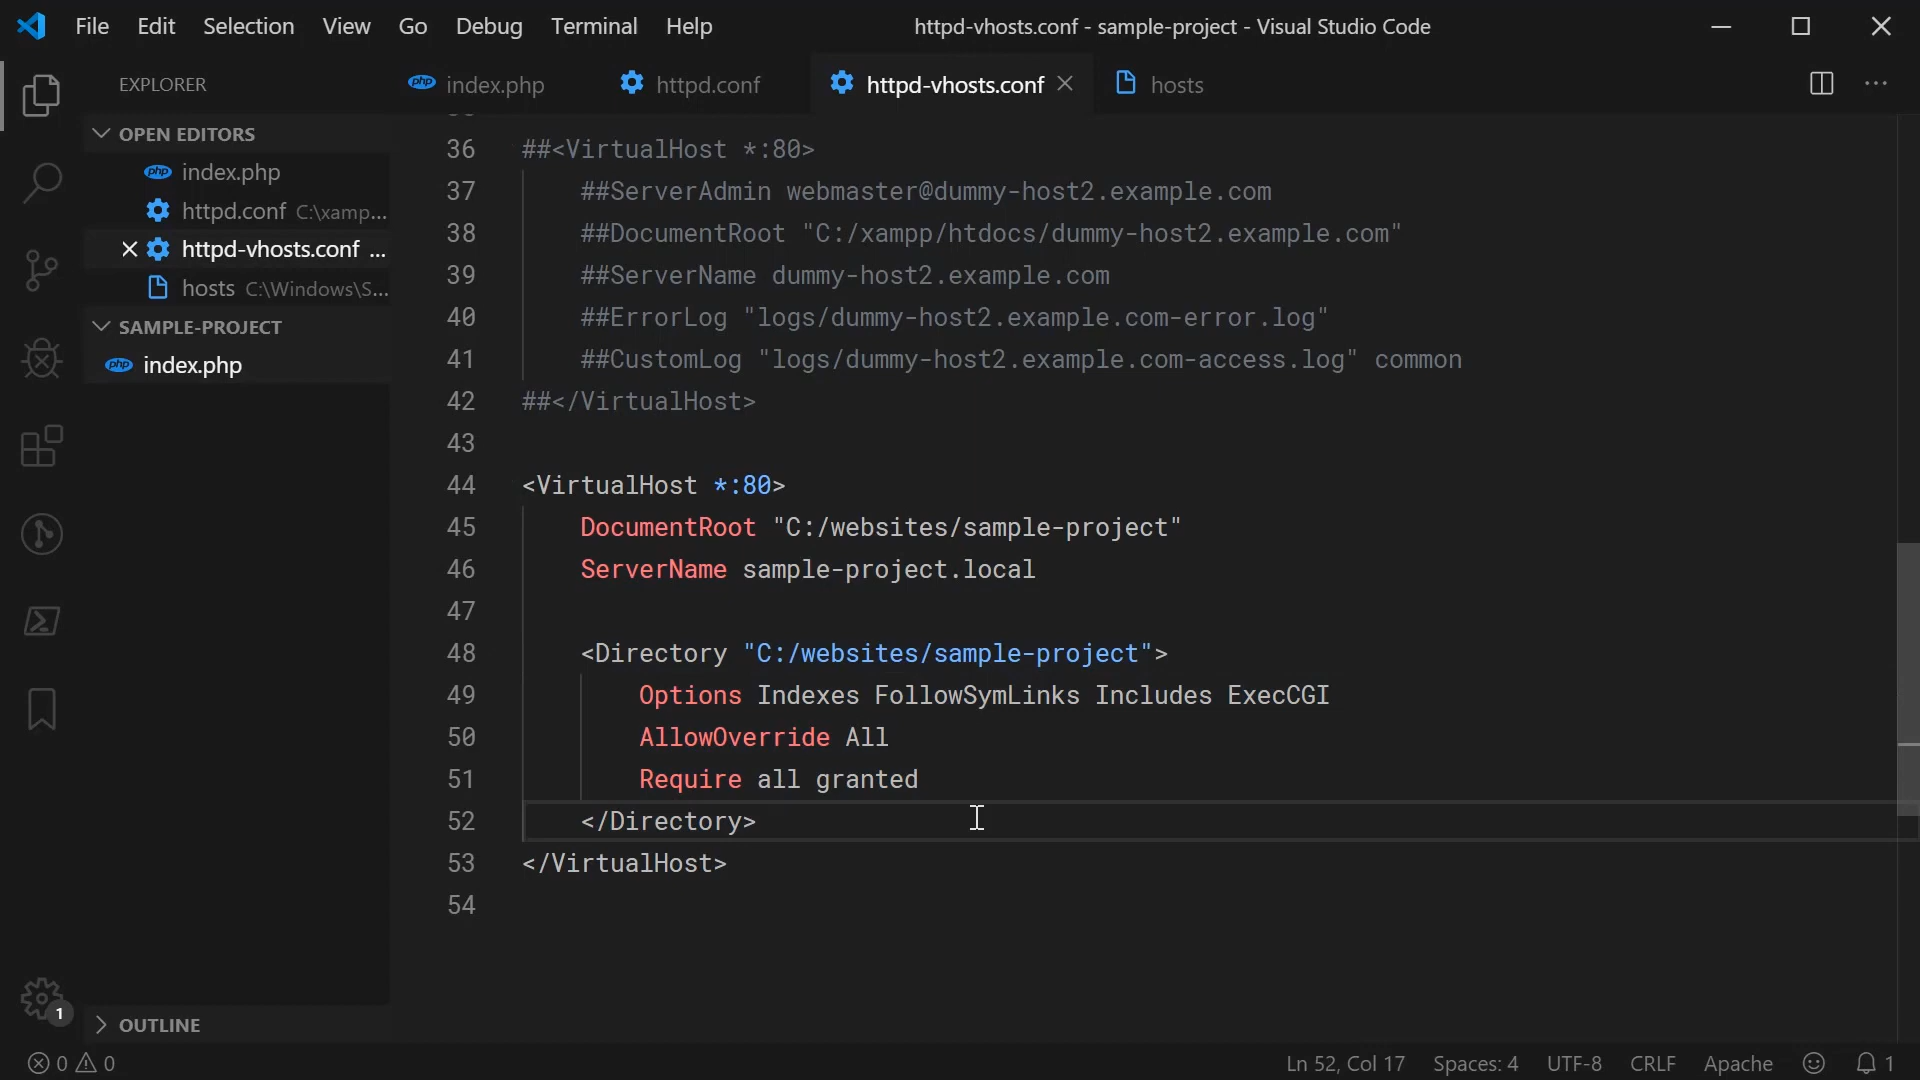 File Edit Selection View Go Debug Terminal Help httpd-vhosts.conf - sample-project - Visual Studio Code
EXPLORER
index.php httpd.conf httpd-vhosts.conf hosts
OPEN EDITORS
index.php
httpd.conf C:\xamp...
httpd-vhosts.conf ...
hosts C:\Windows\S...
SAMPLE-PROJECT
index.php
36 ##<VirtualHost *:80>
37 ##ServerAdmin webmaster@dummy-host2.example.com
38 ##DocumentRoot "C:/xampp/htdocs/dummy-host2.example.com"
39 ##ServerName dummy-host2.example.com
40 ##ErrorLog "logs/dummy-host2.example.com-error.log"
41 ##CustomLog "logs/dummy-host2.example.com-access.log" common
42 ##</VirtualHost>
43
44 <VirtualHost *:80>
45 DocumentRoot "C:/websites/sample-project"
46 ServerName sample-project.local
47
48 <Directory "C:/websites/sample-project">
49 Options Indexes FollowSymLinks Includes ExecCGI
50 AllowOverride All
51 Require all granted
52 </Directory>
53 </VirtualHost>
54
1
OUTLINE
0 0 Ln 52, Col 17 Spaces: 4 UTF-8 CRLF Apache 1